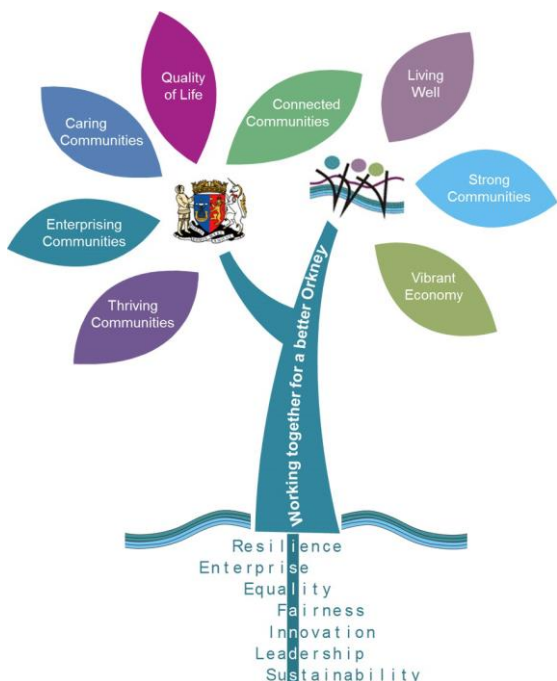 Quality
of Life
Connected
Communities
Living
Well
Caring
Communities
Strong
Communities
Enterprising
Communities
Vibrant
Economy
Thriving
Communities
Working together for a better Orkney
Resilience
Enterprise
Equality
Fairness
Innovation
Leadership
Sustainability